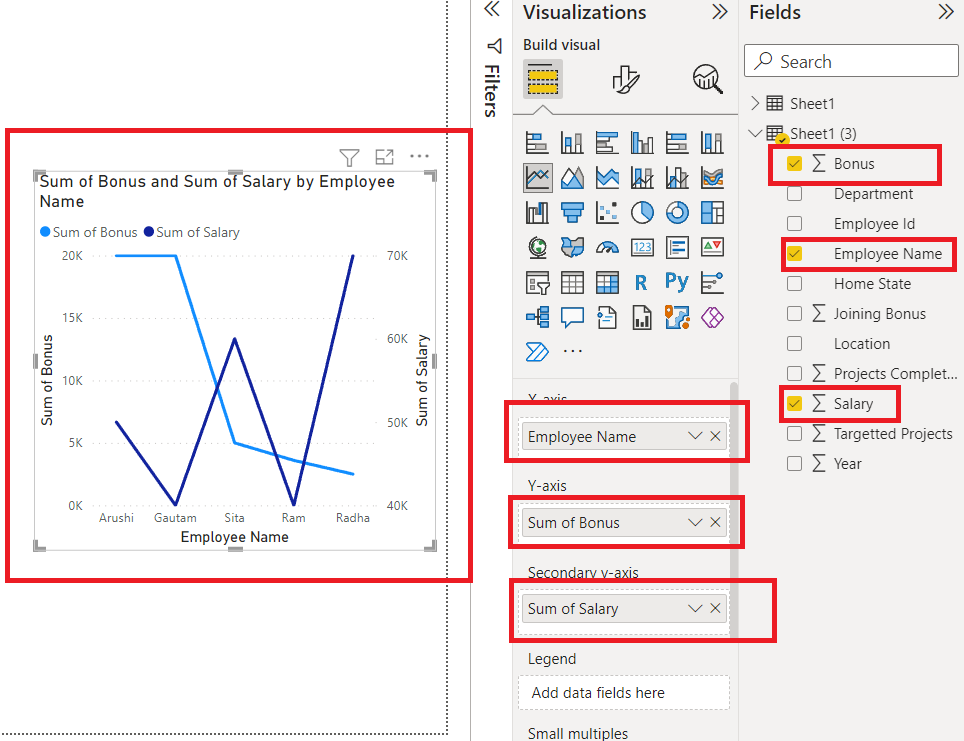 Visualizations
Fields
Build visual
Filters
Search
Sheet1
Sheet1 (3)
Bonus
Department
Employee Id
Employee Name
Home State
Joining Bonus
Location
Projects Complet...
Salary
Targetted Projects
Year
Sum of Bonus and Sum of Salary by Employee
Name
Sum of Bonus Sum of Salary
20K
15K
10K
5K
0K
70K
60K
50K
40K
Sum of Bonus
Sum of Salary
Arushi Gautam Sita Ram Radha
Employee Name
123
R
Py
X-axis
Employee Name
Y-axis
Sum of Bonus
Secondary y-axis
Sum of Salary
Legend
Add data fields here
Small multiples